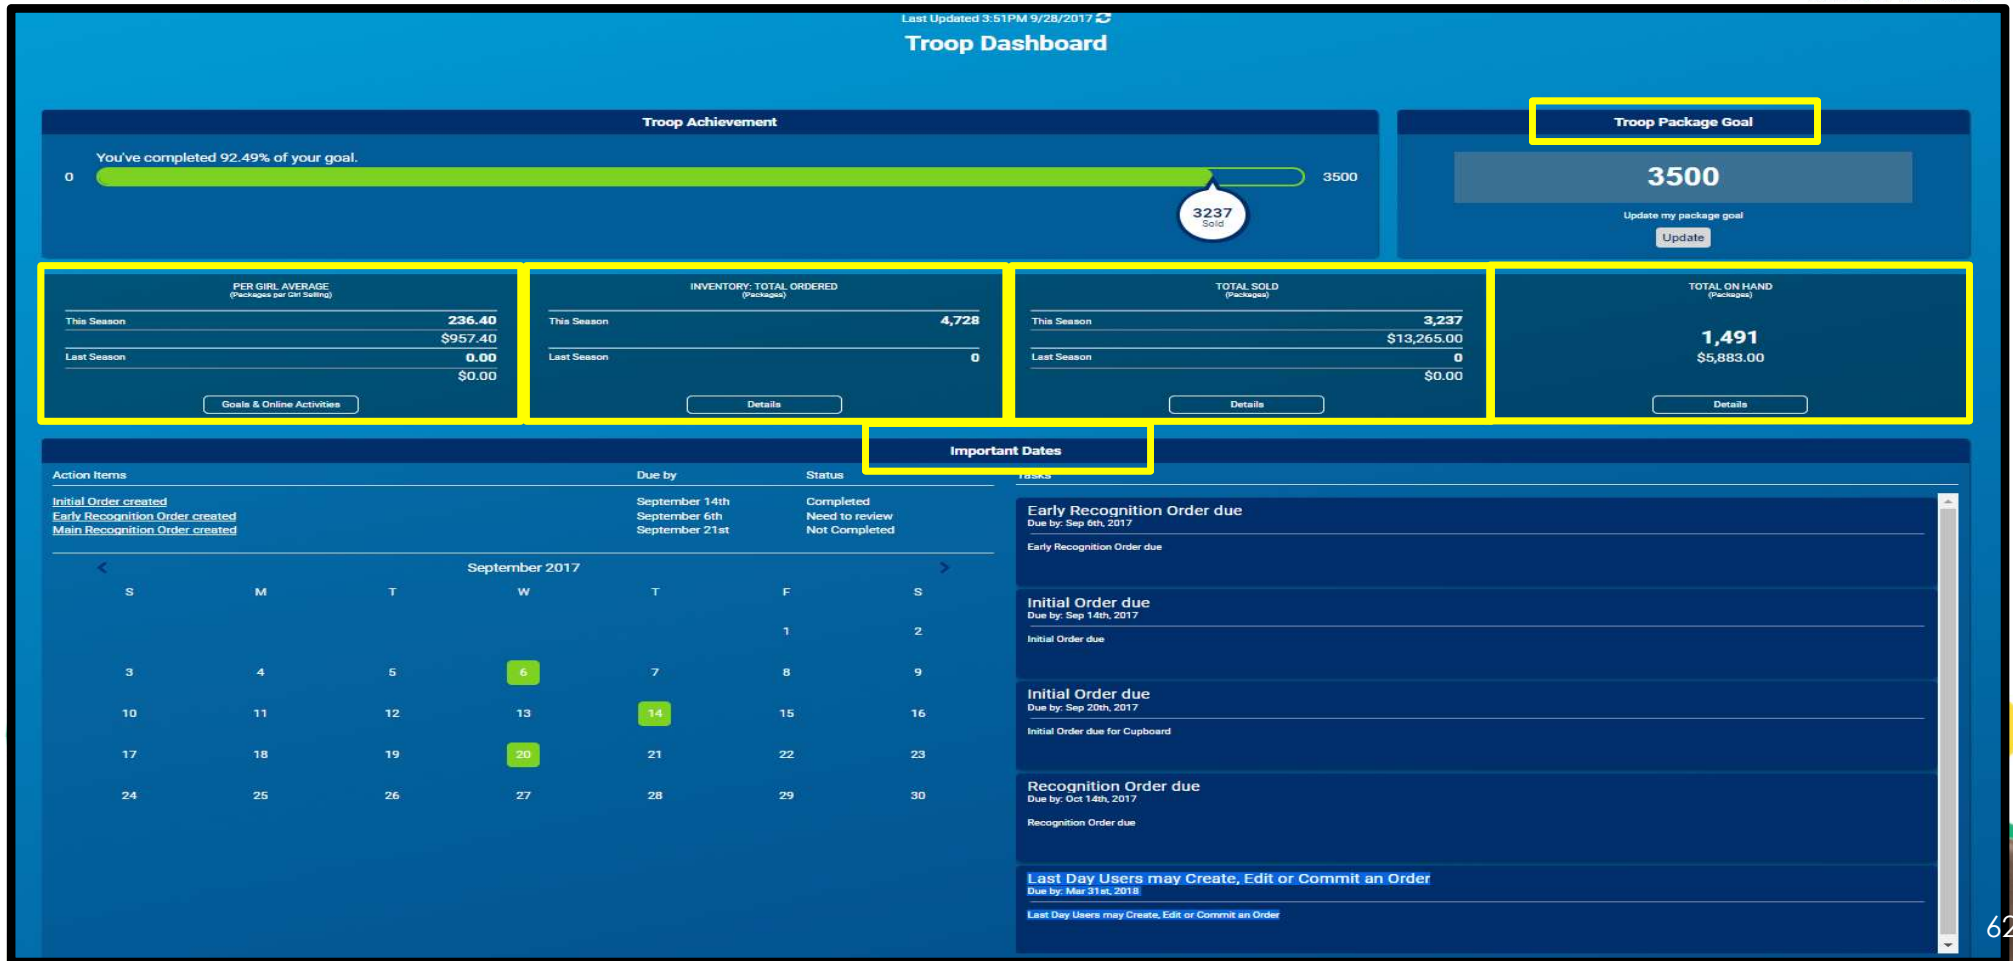 Last Updated 3:51PM 9/28/2017
Troop Dashboard
Troop Achievement
You've completed 92.49% of your goal.
0
3500
3237
Sold
Troop Package Goal
3500
Update my package goal
Update
PER GIRL AVERAGE
(Packages per Girl Selling)
This Season 236.40
$957.40
Last Season 0.00
$0.00
Goals & Online Activities
INVENTORY: TOTAL ORDERED
(Packages)
This Season 4,728
Last Season 0
Details
TOTAL SOLD
(Packages)
This Season 3,237
$13,265.00
Last Season 0
$0.00
Details
TOTAL ON HAND
(Packages)
1,491
$5,883.00
Details
Important Dates
Action Items Due by Status
Initial Order created September 14th Completed
Early Recognition Order created September 6th Need to review
Main Recognition Order created September 21st Not Completed
< September 2017 >
S M T W T F S
1 2
3 4 5 6 7 8 9
10 11 12 13 14 15 16
17 18 19 20 21 22 23
24 25 26 27 28 29 30
Tasks
Early Recognition Order due
Due by: Sep 6th, 2017
Early Recognition Order due
Initial Order due
Due by: Sep 14th, 2017
Initial Order due
Initial Order due
Due by: Sep 20th, 2017
Initial Order due for Cupboard
Recognition Order due
Due by: Oct 14th, 2017
Recognition Order due
Last Day Users may Create, Edit or Commit an Order
Due by: Mar 31st, 2018
Last Day Users may Create, Edit or Commit an Order
62